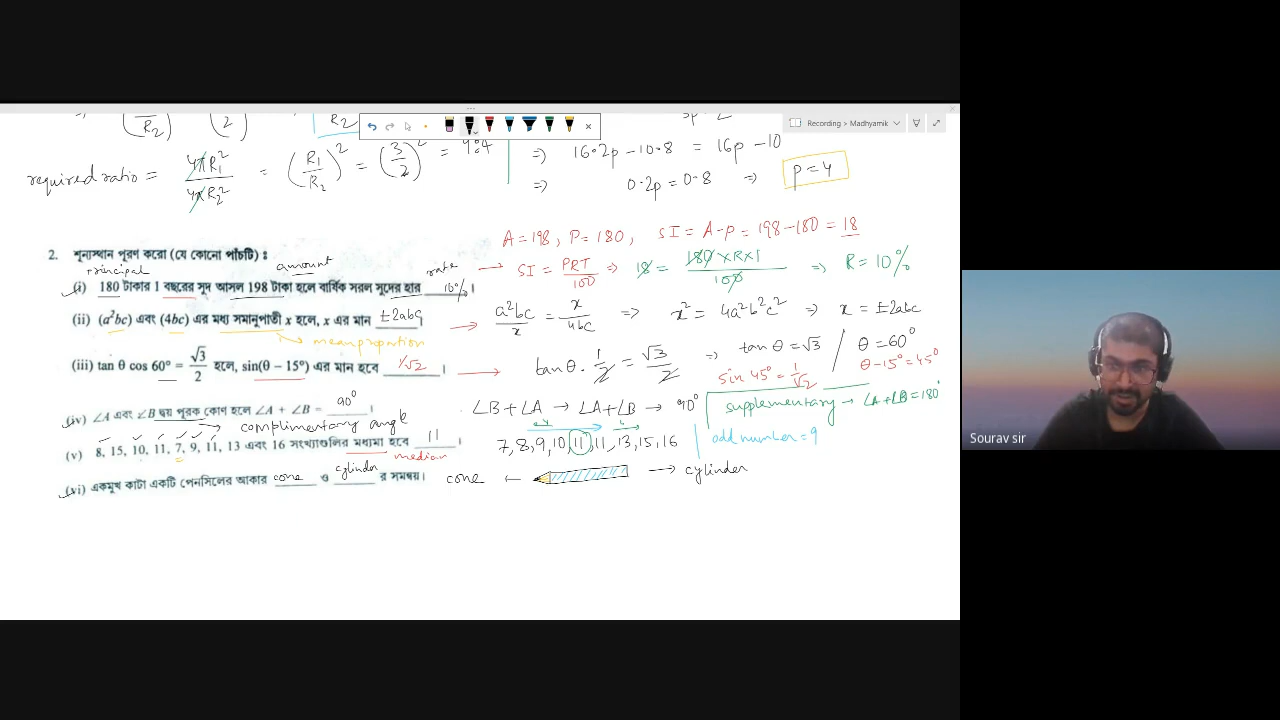 Recording > Madhyamik
R₂ 2 R₂
required ratio = 4πR₁² / 4πR₂² = (R₁/R₂)² = (3/2)² = 9:4
=> 16·2p - 10·8 = 16p - 10
=> 0·2p = 0·8 => p = 4
A = 198, P = 180, SI = A-p = 198-180 = 18
2. শূন্যস্থান পূরণ করো (যে কোনো পাঁচটি) :
principal amount rate
(i) 180 টাকার 1 বছরের সুদ আসল 198 টাকা হলে বার্ষিক সরল সুদের হার 10% ।
→ SI = PRT/100 => 18 = 180 × R × 1 / 100 => R = 10%
(ii) (a²bc) এবং (4bc) এর মধ্য সমানুপাতী x হলে, x এর মান ±2abc ।
→ a²bc/x = x/4bc => x² = 4a²b²c² => x = ±2abc
mean proportion
(iii) tan θ cos 60° = √3/2 হলে, sin(θ − 15°) এর মান হবে 1/√2 ।
→ tanθ · 1/2 = √3/2 => tanθ = √3 / θ = 60°
sin 45° = 1/√2 θ-15° = 45°
(iv) ∠A এবং ∠B দ্বয় পূরক কোণ হলে ∠A + ∠B = 90° ।
complimentary angle
∠B + ∠A → ∠A + ∠B → 90° supplementary → ∠A + ∠B = 180°
(v) 8, 15, 10, 11, 7, 9, 11, 13 এবং 16 সংখ্যাগুলির মধ্যমা হবে 11 ।
median
7, 8, 9, 10, 11, 11, 13, 15, 16 odd number = 9
(vi) একমুখ কাটা একটি পেনসিলের আকার cone ও cylinder র সমন্বয়।
cone ← → cylinder
Sourav sir